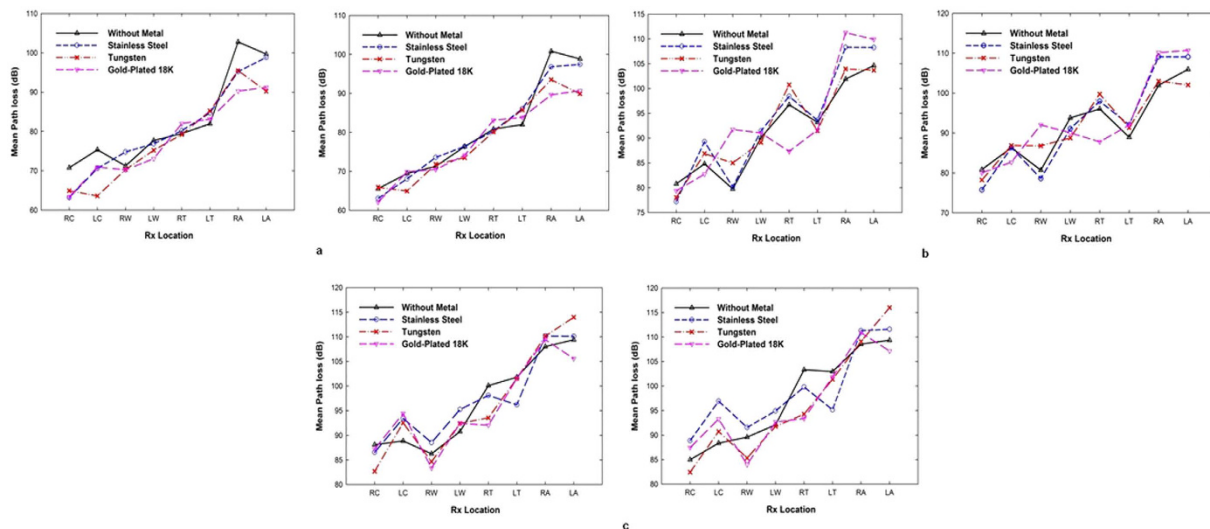 110
100
90
80
70
60
Mean Path loss (dB)
Without Metal
Stainless Steel
Tungsten
Gold-Plated 18K
RC LC RW LW RT LT RA LA
Rx Location
110
100
90
80
70
60
Mean Path loss (dB)
Without Metal
Stainless Steel
Tungsten
Gold-Plated 18K
RC LC RW LW RT LT RA LA
Rx Location
a
115
110
105
100
95
90
85
80
75
Mean Path loss (dB)
Without Metal
Stainless Steel
Tungsten
Gold-Plated 18K
RC LC RW LW RT LT RA LA
Rx Location
120
110
100
90
80
70
Mean Path loss (dB)
Without Metal
Stainless Steel
Tungsten
Gold-Plated 18K
RC LC RW LW RT LT RA LA
Rx Location
b
120
115
110
105
100
95
90
85
80
Mean Path loss (dB)
Without Metal
Stainless Steel
Tungsten
Gold-Plated 18K
RC LC RW LW RT LT RA LA
Rx Location
120
115
110
105
100
95
90
85
80
Mean Path loss (dB)
Without Metal
Stainless Steel
Tungsten
Gold-Plated 18K
RC LC RW LW RT LT RA LA
Rx Location
c